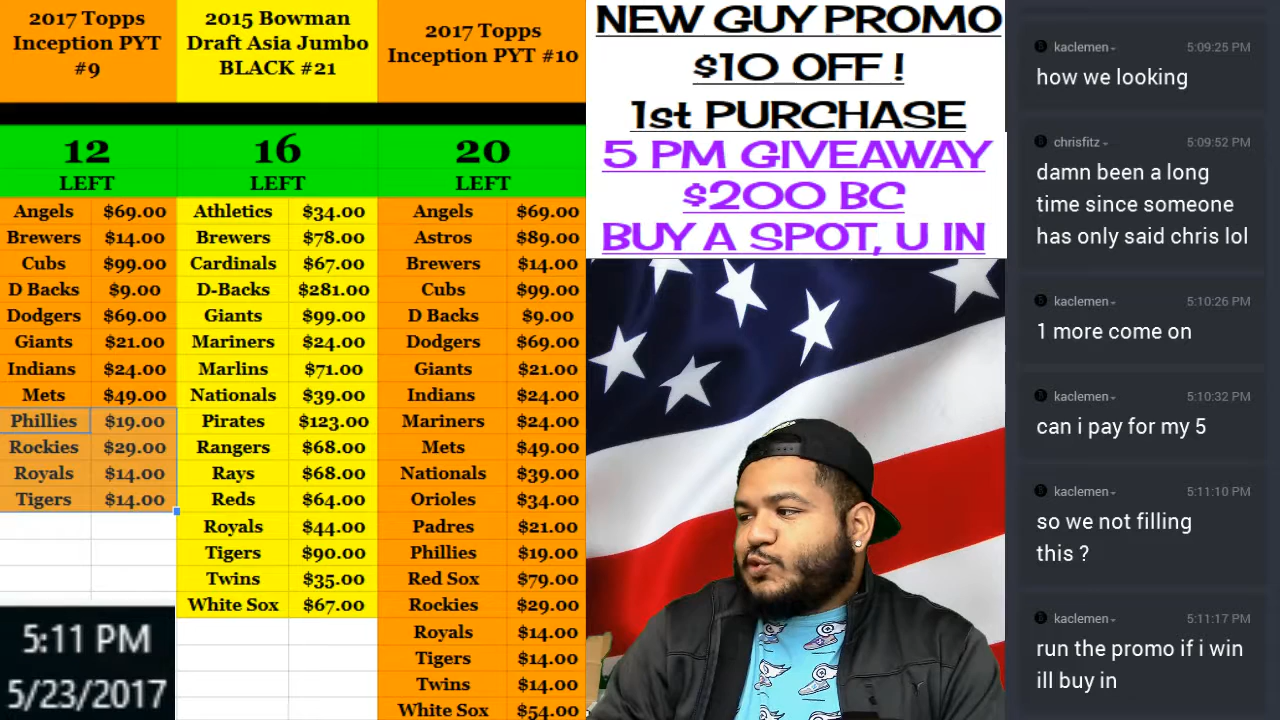 2017 Topps
Inception PYT
#9
12
LEFT
Angels $69.00
Brewers $14.00
Cubs $99.00
D Backs $9.00
Dodgers $69.00
Giants $21.00
Indians $24.00
Mets $49.00
Phillies $19.00
Rockies $29.00
Royals $14.00
Tigers $14.00
5:11 PM
5/23/2017
2015 Bowman
Draft Asia Jumbo
BLACK #21
16
LEFT
Athletics $34.00
Brewers $78.00
Cardinals $67.00
D-Backs $281.00
Giants $99.00
Mariners $24.00
Marlins $71.00
Nationals $39.00
Pirates $123.00
Rangers $68.00
Rays $68.00
Reds $64.00
Royals $44.00
Tigers $90.00
Twins $35.00
White Sox $67.00
2017 Topps
Inception PYT #10
20
LEFT
Angels $69.00
Astros $89.00
Brewers $14.00
Cubs $99.00
D Backs $9.00
Dodgers $69.00
Giants $21.00
Indians $24.00
Mariners $24.00
Mets $49.00
Nationals $39.00
Orioles $34.00
Padres $21.00
Phillies $19.00
Red Sox $79.00
Rockies $29.00
Royals $14.00
Tigers $14.00
Twins $14.00
White Sox $54.00
NEW GUY PROMO
$10 OFF !
1st PURCHASE
5 PM GIVEAWAY
$200 BC
BUY A SPOT, U IN
kaclemen 5:09:25 PM
how we looking
chrisfitz 5:09:52 PM
damn been a long
time since someone
has only said chris lol
kaclemen 5:10:26 PM
1 more come on
kaclemen 5:10:32 PM
can i pay for my 5
kaclemen 5:11:10 PM
so we not filling
this ?
kaclemen 5:11:17 PM
run the promo if i win
ill buy in